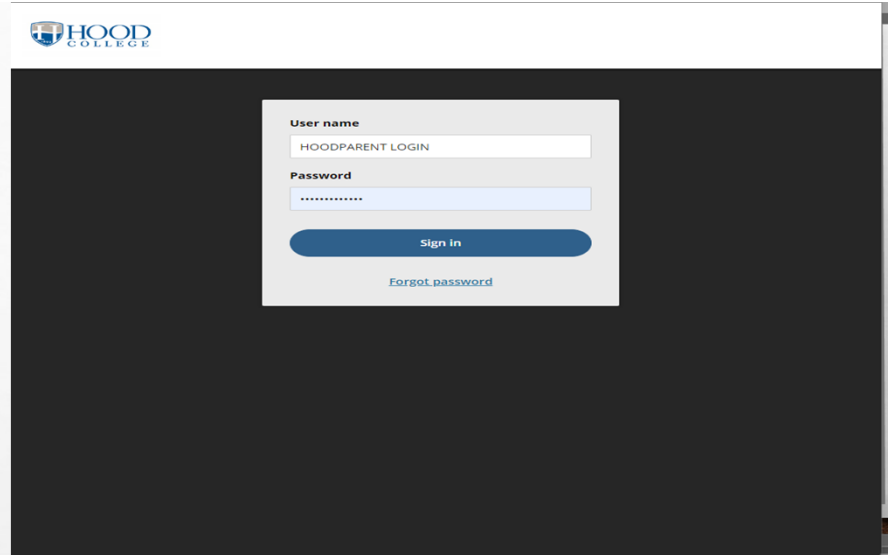 HOOD
COLLEGE
User name
HOODPARENT LOGIN
Password
•••••••••••••
Sign in
Forgot password